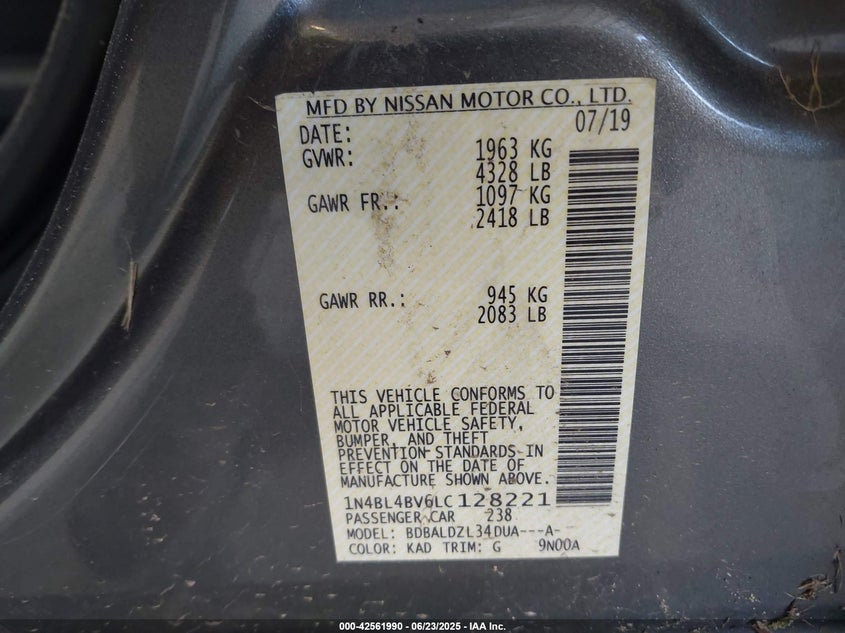 MFD BY NISSAN MOTOR CO., LTD.
DATE: 07/19
GVWR: 1963 KG
4328 LB
GAWR FR.: 1097 KG
2418 LB
GAWR RR.: 945 KG
2083 LB
THIS VEHICLE CONFORMS TO
ALL APPLICABLE FEDERAL
MOTOR VEHICLE SAFETY,
BUMPER, AND THEFT
PREVENTION STANDARDS IN
EFFECT ON THE DATE OF
MANUFACTURE SHOWN ABOVE.
1N4BL4BV6LC128221
PASSENGER CAR 238
MODEL: BDBALDZL34DUA---A-
COLOR: KAD TRIM: G 9N00A
000-42561990 - 06/23/2025 - IAA Inc.